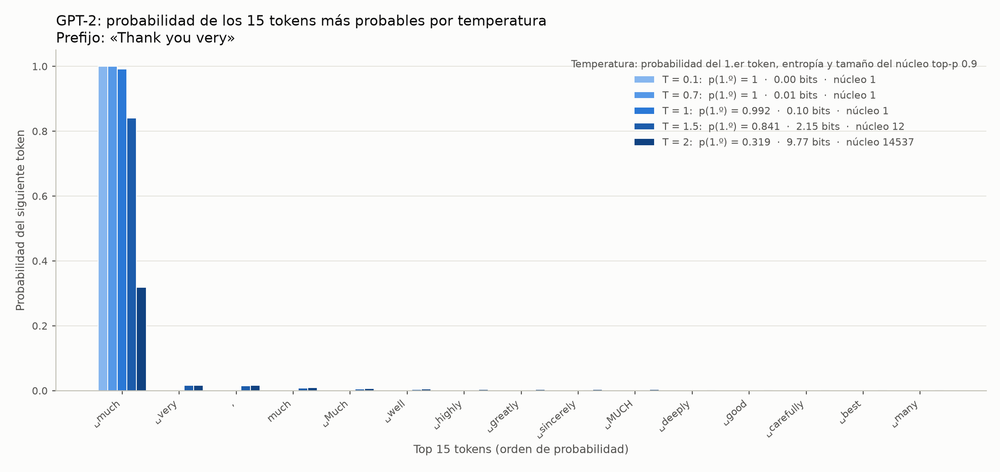 GPT-2: probabilidad de los 15 tokens más probables por temperatura
Prefijo: «Thank you very»
Temperatura: probabilidad del 1.er token, entropía y tamaño del núcleo top-p 0.9
T = 0.1:  p(1.º) = 1  ·  0.00 bits  ·  núcleo 1
T = 0.7:  p(1.º) = 1  ·  0.01 bits  ·  núcleo 1
T = 1:  p(1.º) = 0.992  ·  0.10 bits  ·  núcleo 1
T = 1.5:  p(1.º) = 0.841  ·  2.15 bits  ·  núcleo 12
T = 2:  p(1.º) = 0.319  ·  9.77 bits  ·  núcleo 14537
Probabilidad del siguiente token
1.0
0.8
0.6
0.4
0.2
0.0
␣much
␣very
,
much
␣Much
␣well
␣highly
␣greatly
␣sincerely
␣MUCH
␣deeply
␣good
␣carefully
␣best
␣many
Top 15 tokens (orden de probabilidad)